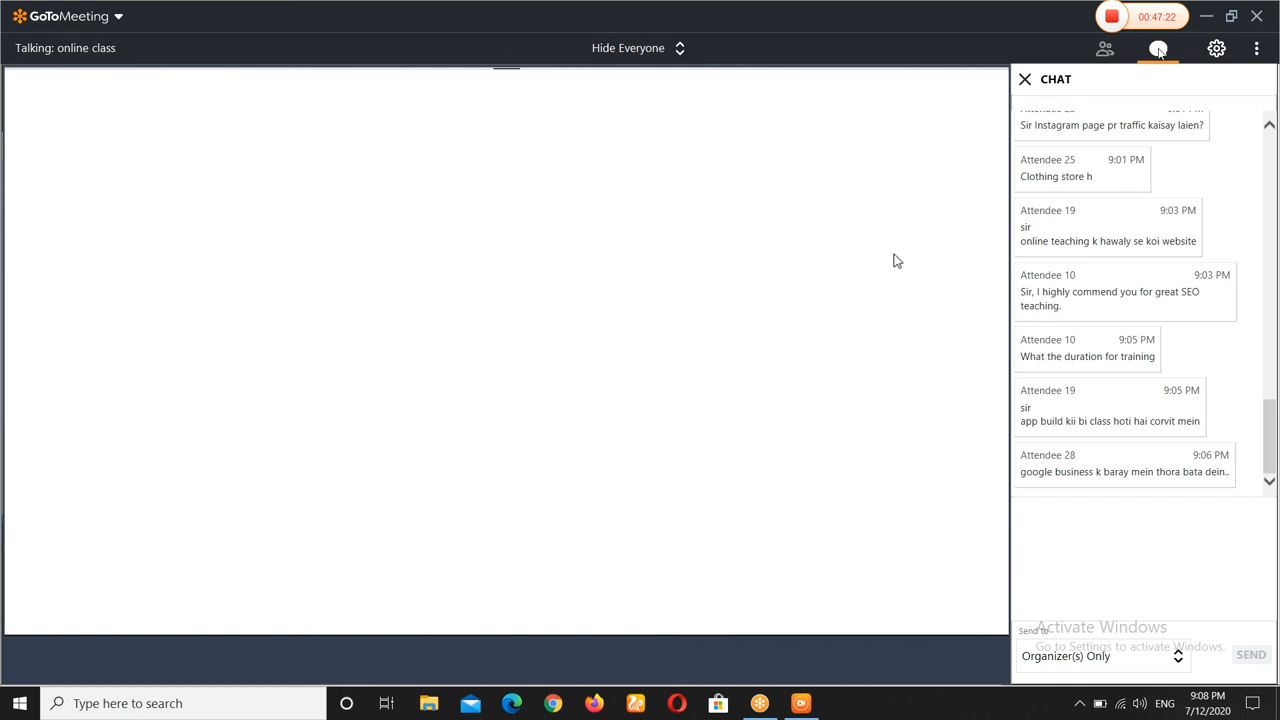 GoToMeeting
00:47:22
Talking: online class
Hide Everyone
CHAT
Sir Instagram page pr traffic kaisay laien?
Attendee 25 9:01 PM
Clothing store h
Attendee 19 9:03 PM
sir
online teaching k hawaly se koi website
Attendee 10 9:03 PM
Sir, I highly commend you for great SEO
teaching.
Attendee 10 9:05 PM
What the duration for training
Attendee 19 9:05 PM
sir
app build kii bi class hoti hai corvit mein
Attendee 28 9:06 PM
google business k baray mein thora bata dein..
Send to
Activate Windows
Go to Settings to activate Windows.
Organizer(s) Only
SEND
Type here to search
ENG
9:08 PM
7/12/2020